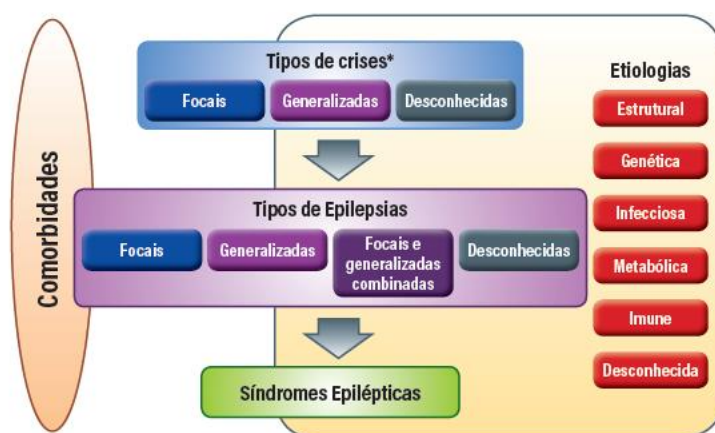 Comorbidades
Tipos de crises*
Focais
Generalizadas
Desconhecidas
Tipos de Epilepsias
Focais
Generalizadas
Focais e
generalizadas
combinadas
Desconhecidas
Síndromes Epilépticas
Etiologias
Estrutural
Genética
Infecciosa
Metabólica
Imune
Desconhecida